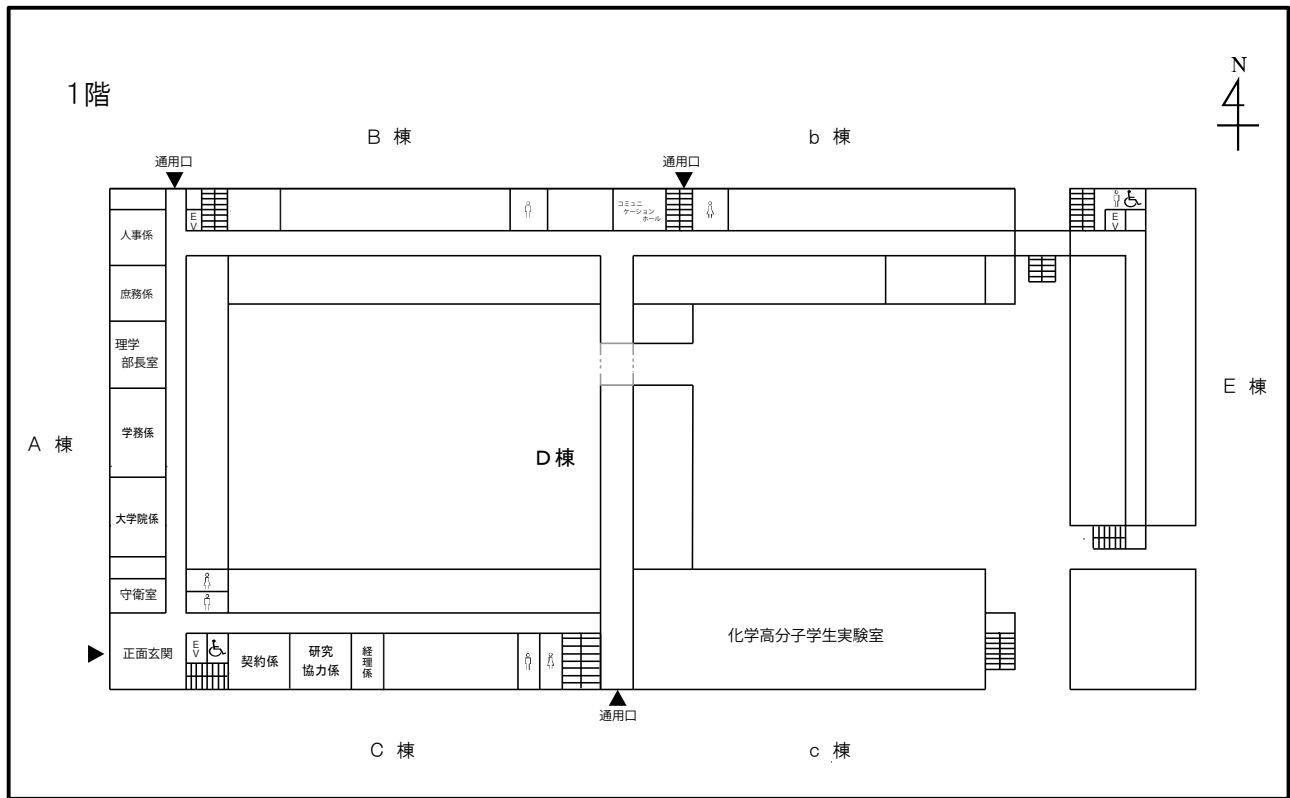 N
1階
B 棟
b 棟
通用口
通用口
E
V
コミュニ
ケーション
ホール
E
V
人事係
庶務係
理学
部長室
E 棟
学務係
A 棟
D棟
大学院係
守衛室
正面玄関
E
V
契約係
研究
協力係
経
理
係
化学高分子学生実験室
通用口
C 棟
c 棟